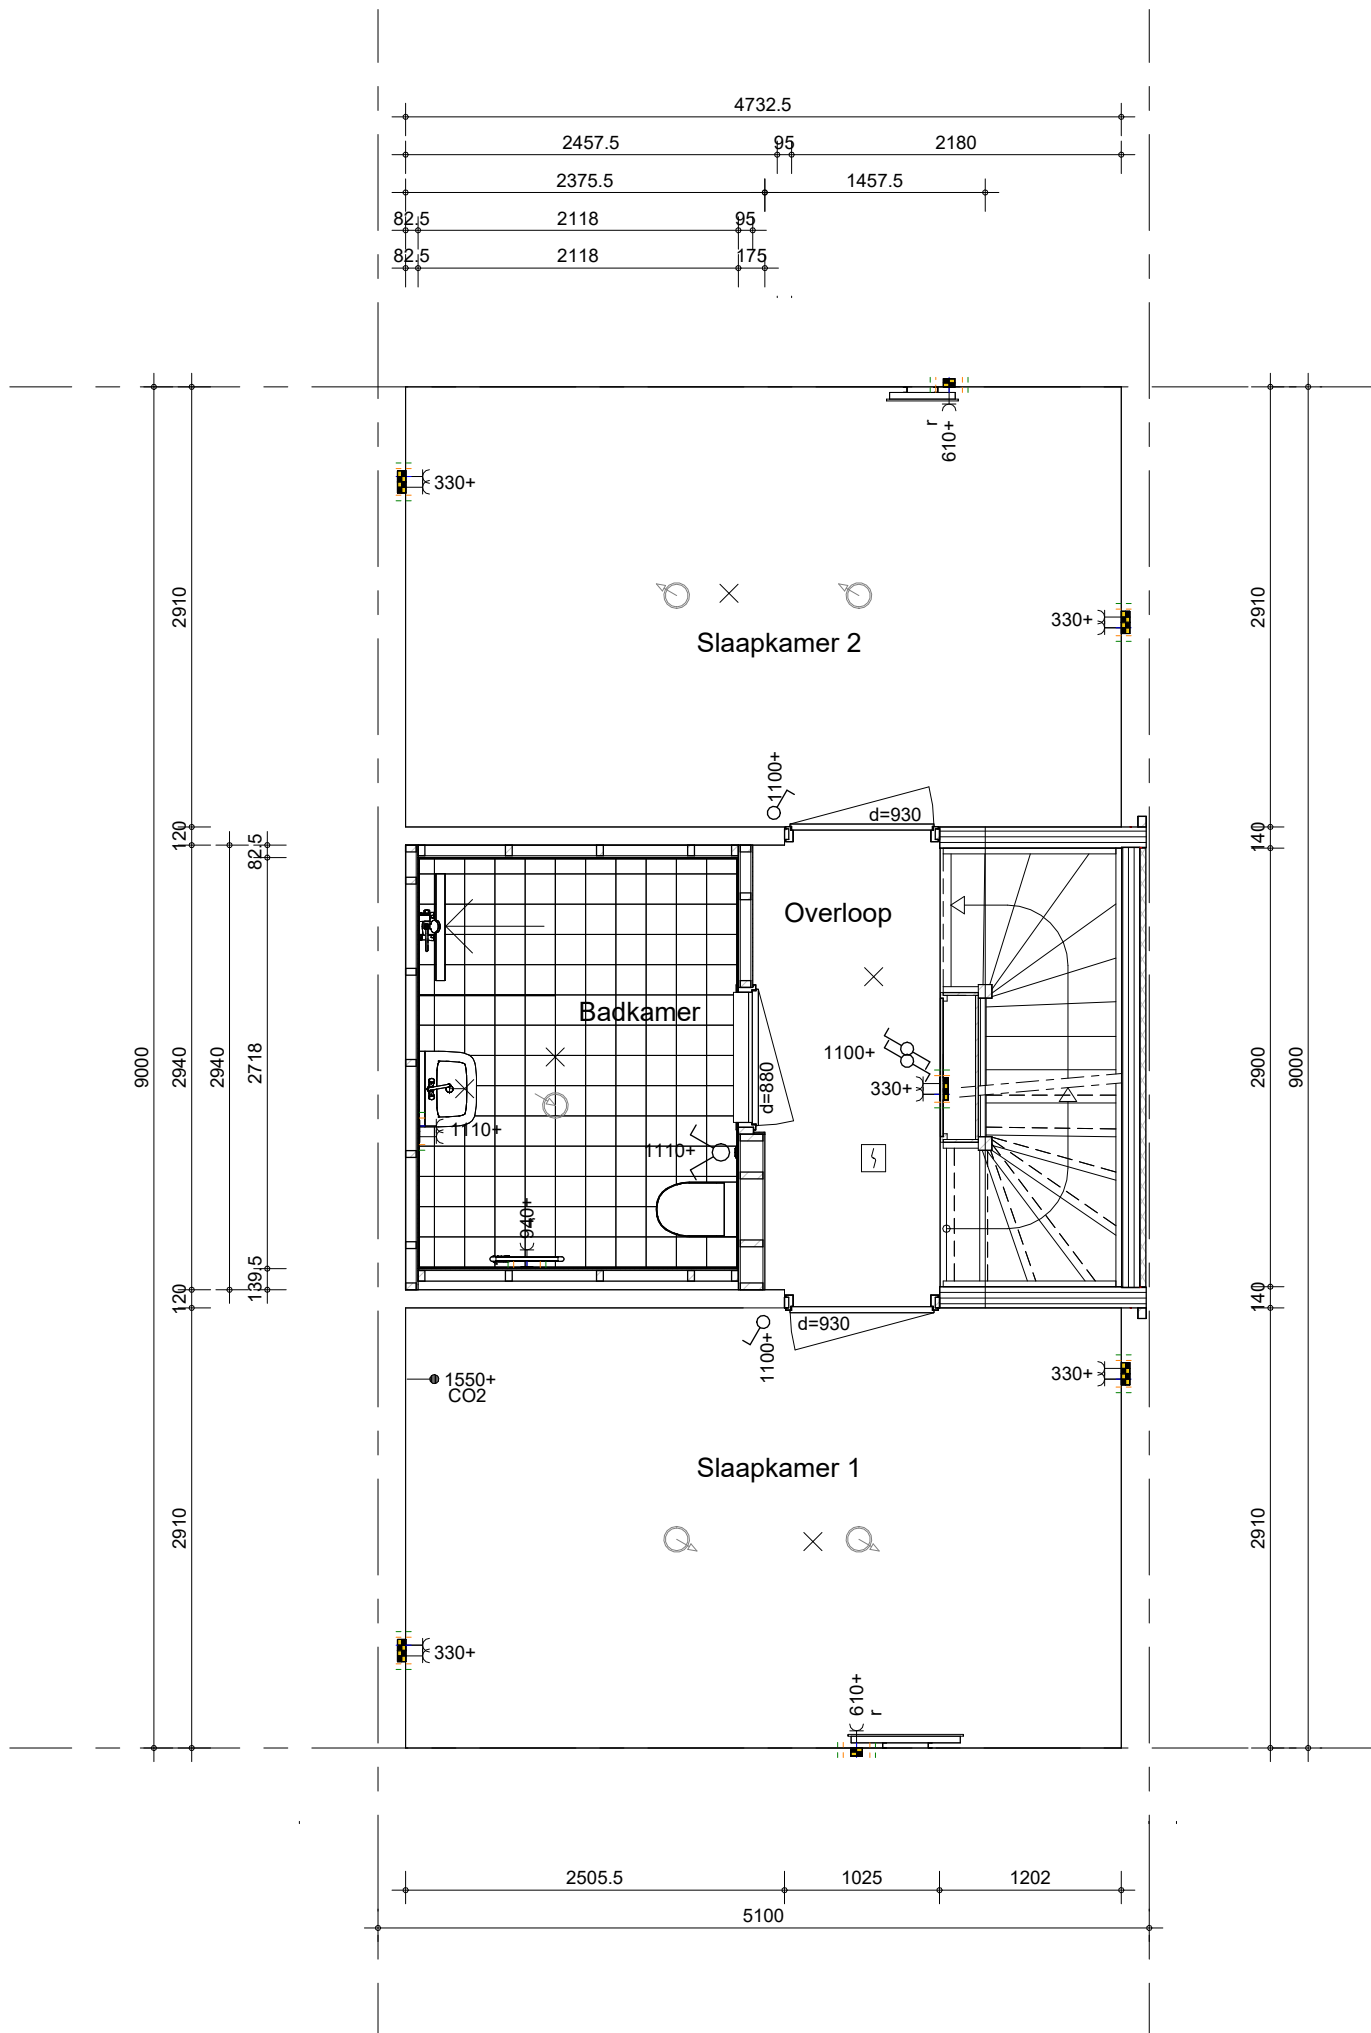 4732.5
2457.5 95 2180
2375.5 1457.5
82.5 2118 95
82.5 2118 175
610+
r
330+
330+
Slaapkamer 2
2910
2910
1100+
d=930
120
82.5
140
Overloop
Badkamer
1100+
330+
d=880
1110+
1110+
940+
9000
2940
2940
2718
2900
9000
139.5
120
140
d=930
1100+
1550+
CO2
330+
Slaapkamer 1
2910
2910
330+
610+
r
2505.5 1025 1202
5100